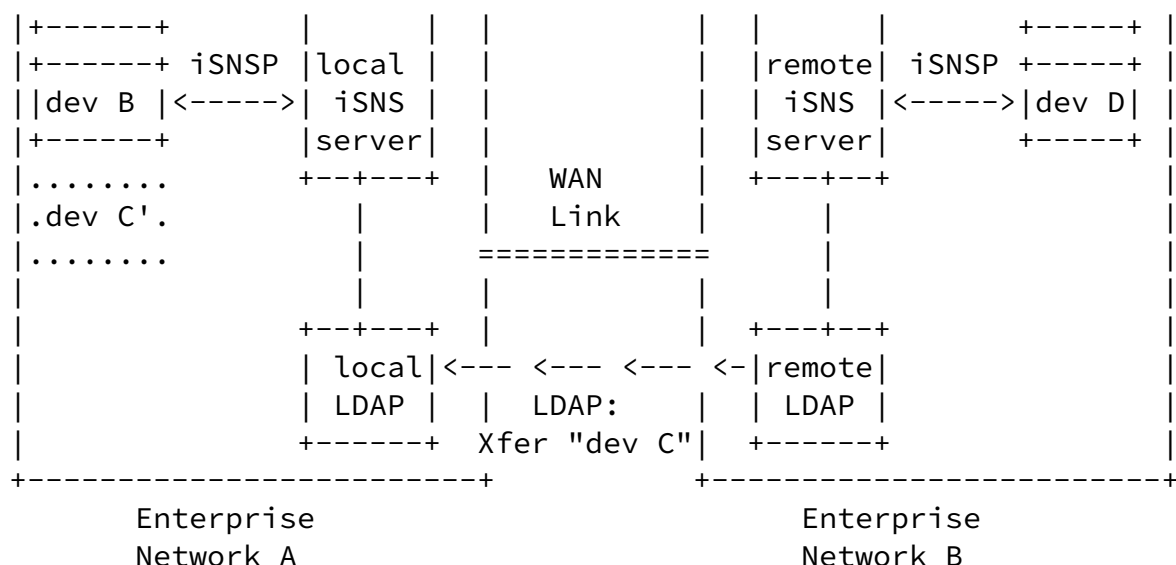 |+------+         |      |  |             |  |      |         +-----+ |
|+------+ iSNSP |local  |  |             |  |remote| iSNSP +-----+ |
||dev B |<----->| iSNS  |  |             |  | iSNS |<----->|dev D| |
|+------+       |server|  |             |  |server|       +-----+ |
|........       +--+---+  |   WAN       |  +---+--+               |
|.dev C'.          |      |   Link      |      |                  |
|........          |      =============      |                  |
|                  |      |             |      |                  |
|               +--+---+  |             |  +---+--+               |
|               | local|<--- <--- <--- <-|remote|               |
|               | LDAP |  |  LDAP:      |  | LDAP |               |
|               +------+  Xfer "dev C"|  +------+               |
+-------------------------+             +-------------------------+
Enterprise                           Enterprise
Network A                            Network B